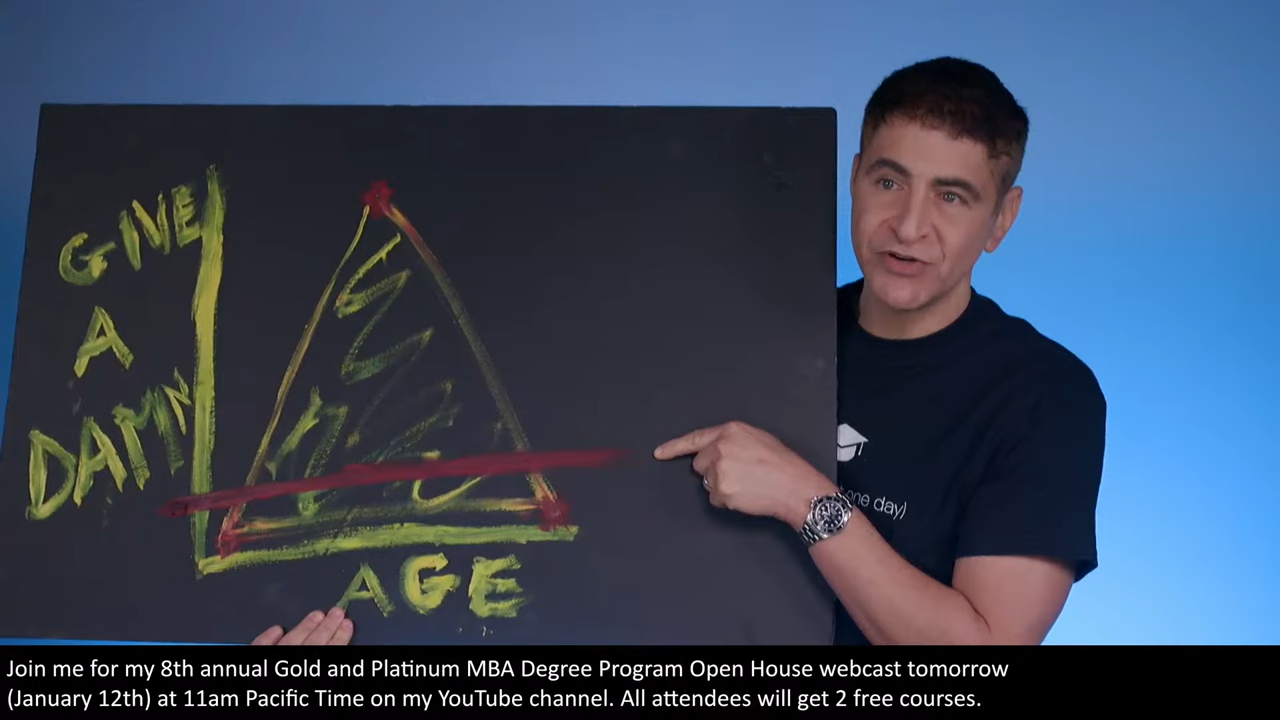 GIVE
A
DAMN
AGE
one day)
Join me for my 8th annual Gold and Platinum MBA Degree Program Open House webcast tomorrow
(January 12th) at 11am Pacific Time on my YouTube channel. All attendees will get 2 free courses.